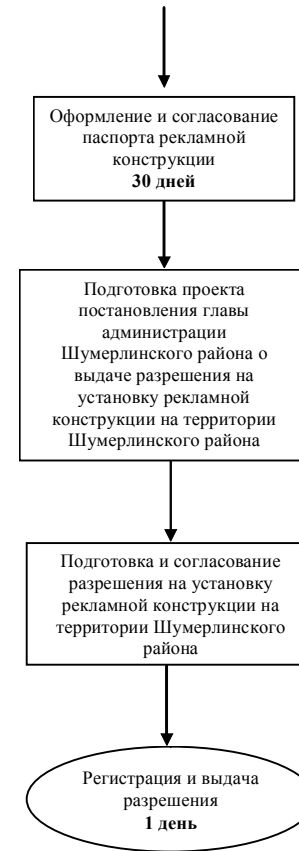 Оформление и согласование
паспорта рекламной
конструкции
30 дней
Подготовка проекта
постановления главы
администрации
Шумерлинского района о
выдаче разрешения на
установку рекламной
конструкции на территории
Шумерлинского района
Подготовка и согласование
разрешения на установку
рекламной конструкции на
территории Шумерлинского
района
Регистрация и выдача
разрешения
1 день